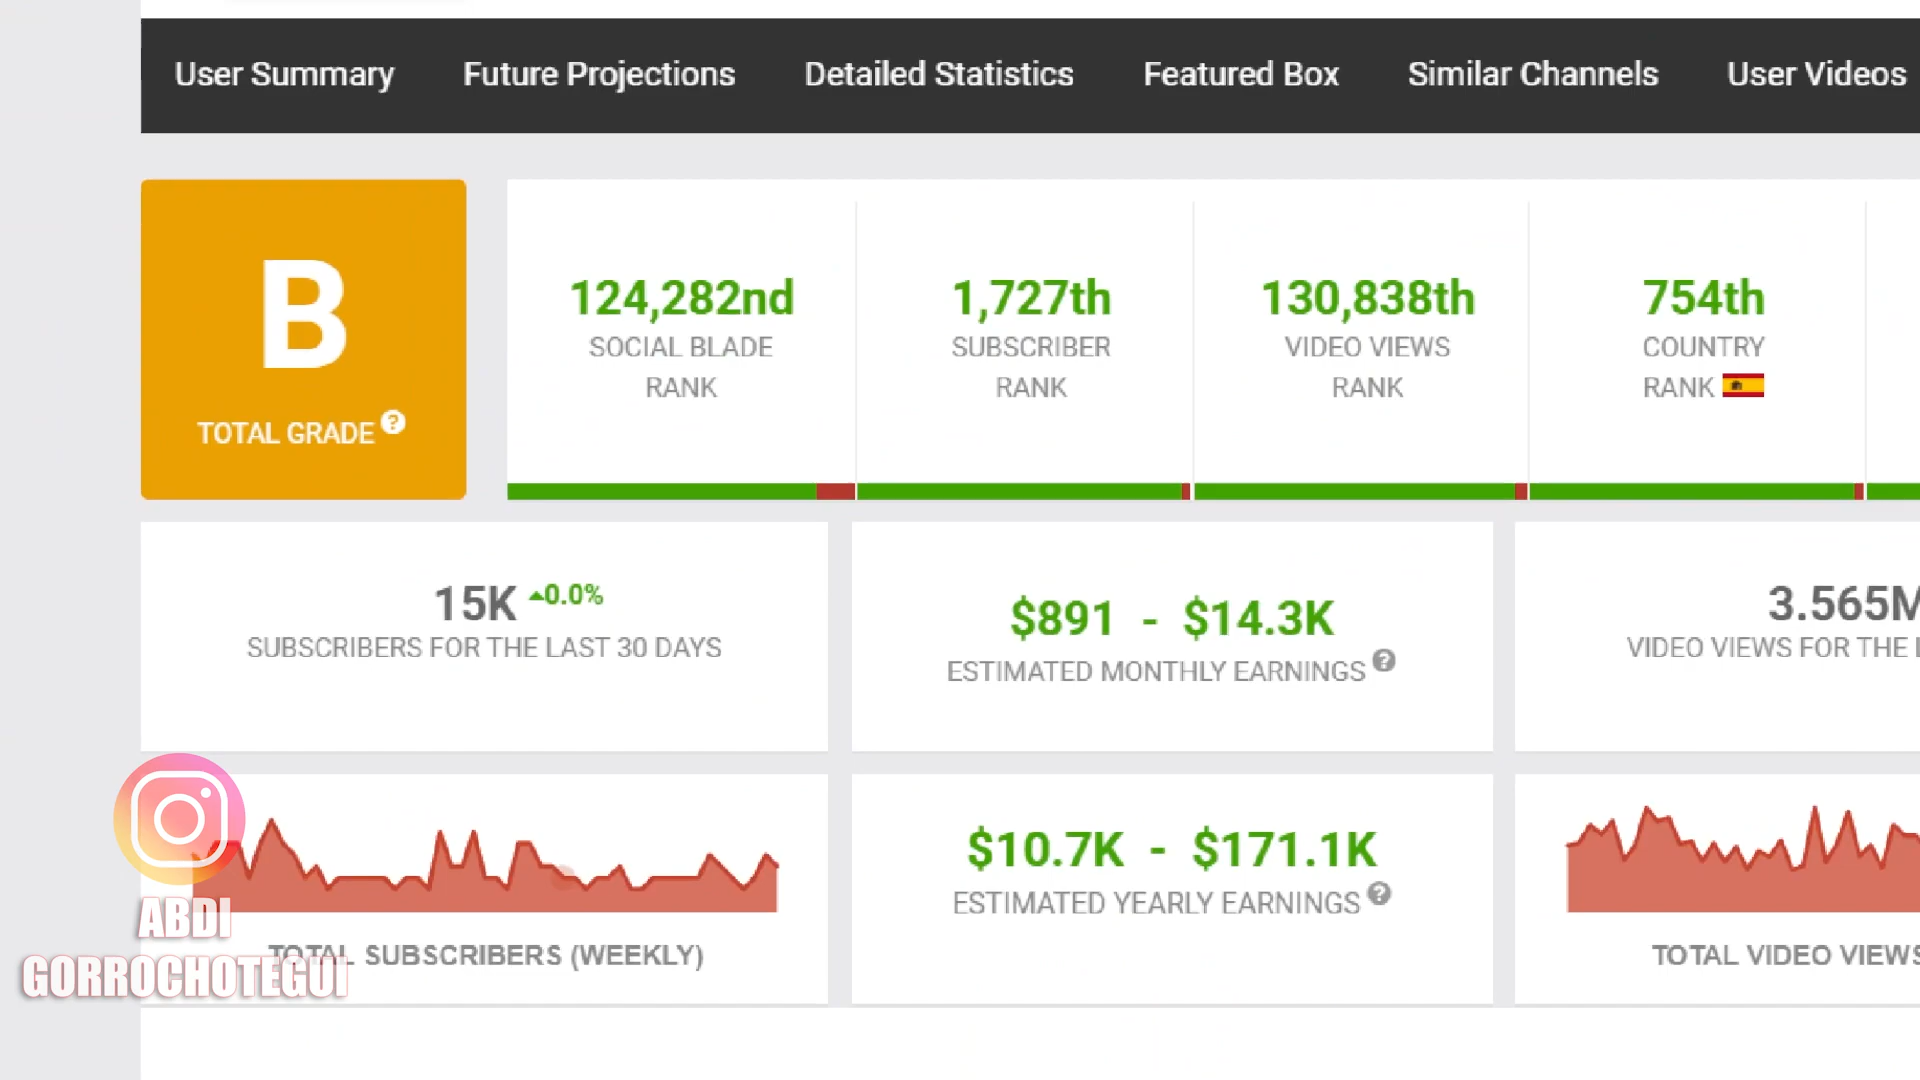 User Summary Future Projections Detailed Statistics Featured Box Similar Channels User Videos
B
TOTAL GRADE ?
124,282nd
SOCIAL BLADE
RANK
1,727th
SUBSCRIBER
RANK
130,838th
VIDEO VIEWS
RANK
754th
COUNTRY
RANK
15K 0.0%
SUBSCRIBERS FOR THE LAST 30 DAYS
$891 - $14.3K
ESTIMATED MONTHLY EARNINGS ?
3.565M
VIDEO VIEWS FOR THE L
TOTAL SUBSCRIBERS (WEEKLY)
$10.7K - $171.1K
ESTIMATED YEARLY EARNINGS ?
TOTAL VIDEO VIEWS
ABDI
GORROCHOTEGUI